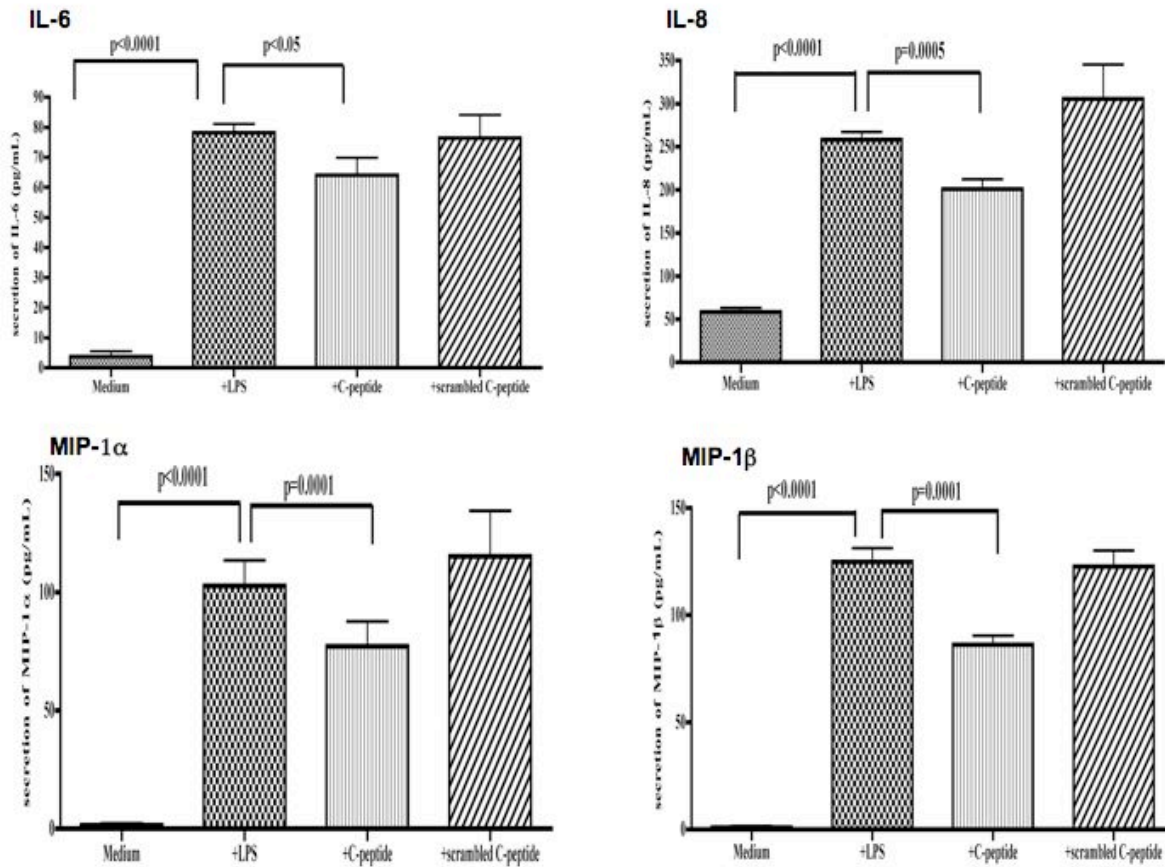 IL-6
p<0.0001
p<0.05
secretion of IL-6 (pg/mL)
90
80
70
60
50
40
30
20
10
0
Medium
+LPS
+C-peptide
+scrambled C-peptide
IL-8
p<0.0001
p=0.0005
secretion of IL-8 (pg/mL)
350
300
250
200
150
100
50
0
Medium
+LPS
+C-peptide
+scrambled C-peptide
MIP-1α
p<0.0001
p=0.0001
secretion of MIP-1α (pg/mL)
150
100
50
0
Medium
+LPS
+C-peptide
+scrambled C-peptide
MIP-1β
p<0.0001
p=0.0001
secretion of MIP-1β (pg/mL)
150
100
50
0
Medium
+LPS
+C-peptide
+scrambled C-peptide